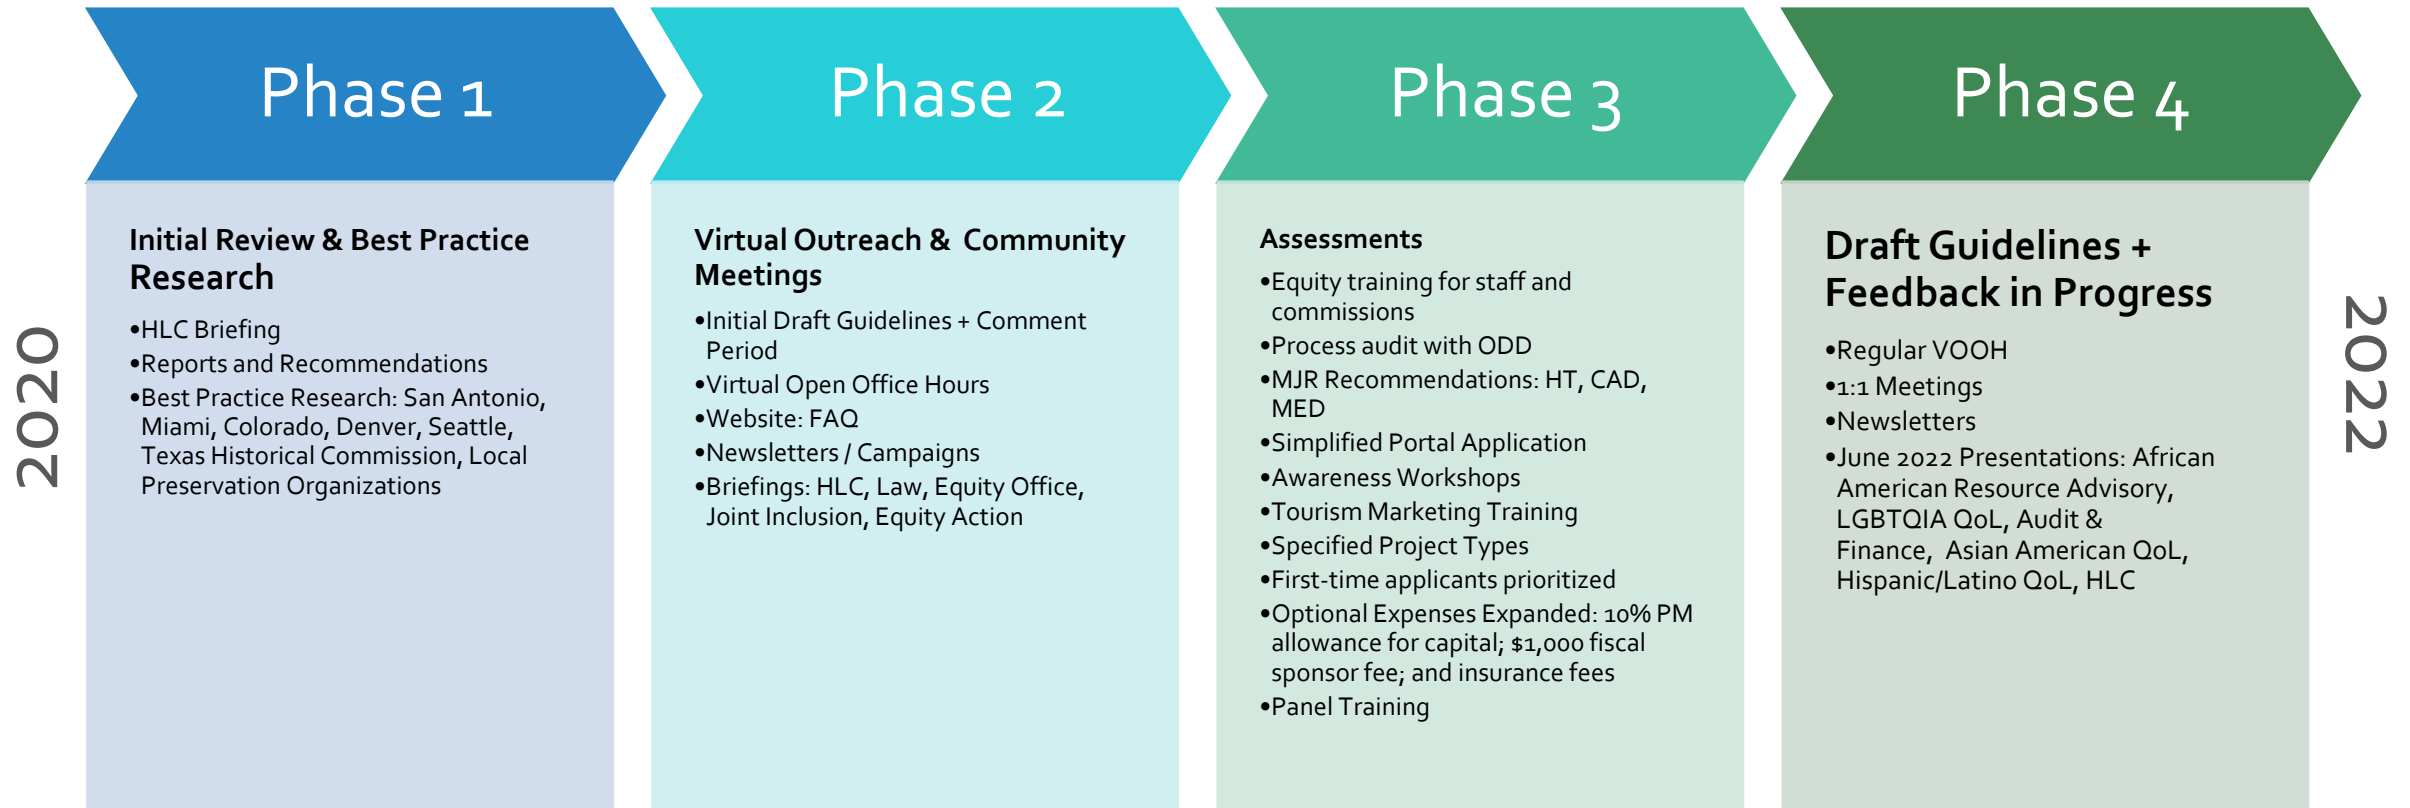 2020
Phase 1
Initial Review & Best Practice
Research
•HLC Briefing
•Reports and Recommendations
•Best Practice Research: San Antonio,
Miami, Colorado, Denver, Seattle,
Texas Historical Commission, Local
Preservation Organizations
Phase 2
Virtual Outreach & Community
Meetings
•Initial Draft Guidelines + Comment
Period
•Virtual Open Office Hours
•Website: FAQ
•Newsletters / Campaigns
•Briefings: HLC, Law, Equity Office,
Joint Inclusion, Equity Action
Phase 3
Assessments
•Equity training for staff and
commissions
•Process audit with ODD
•MJR Recommendations: HT, CAD,
MED
•Simplified Portal Application
•Awareness Workshops
•Tourism Marketing Training
•Specified Project Types
•First-time applicants prioritized
•Optional Expenses Expanded: 10% PM
allowance for capital; $1,000 fiscal
sponsor fee; and insurance fees
•Panel Training
Phase 4
Draft Guidelines +
Feedback in Progress
•Regular VOOH
•1:1 Meetings
•Newsletters
•June 2022 Presentations: African
American Resource Advisory,
LGBTQIA QoL, Audit &
Finance, Asian American QoL,
Hispanic/Latino QoL, HLC
2022